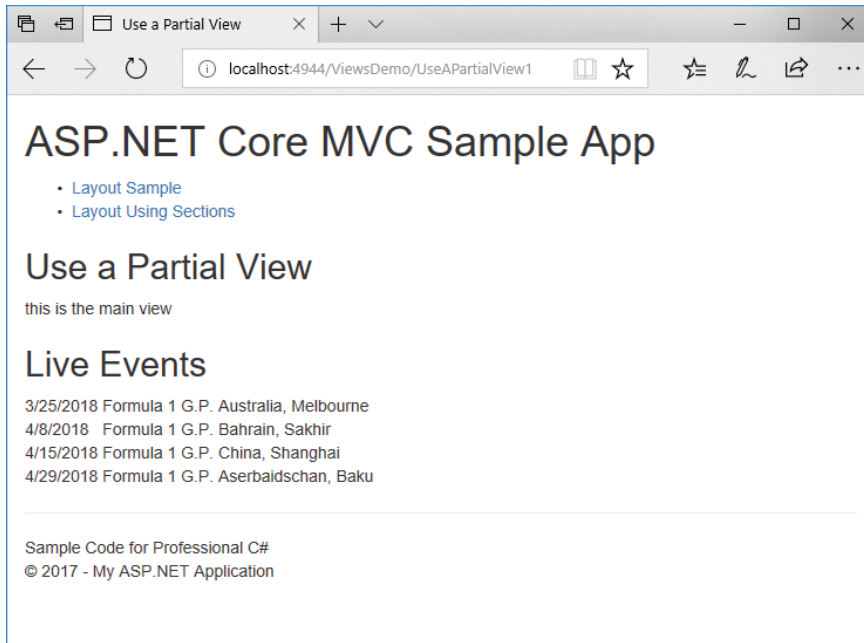 Use a Partial View
localhost:4944/ViewsDemo/UseAPartialView1
ASP.NET Core MVC Sample App
• Layout Sample
• Layout Using Sections
Use a Partial View
this is the main view
Live Events
3/25/2018 Formula 1 G.P. Australia, Melbourne
4/8/2018 Formula 1 G.P. Bahrain, Sakhir
4/15/2018 Formula 1 G.P. China, Shanghai
4/29/2018 Formula 1 G.P. Aserbaidschan, Baku
Sample Code for Professional C#
© 2017 - My ASP.NET Application